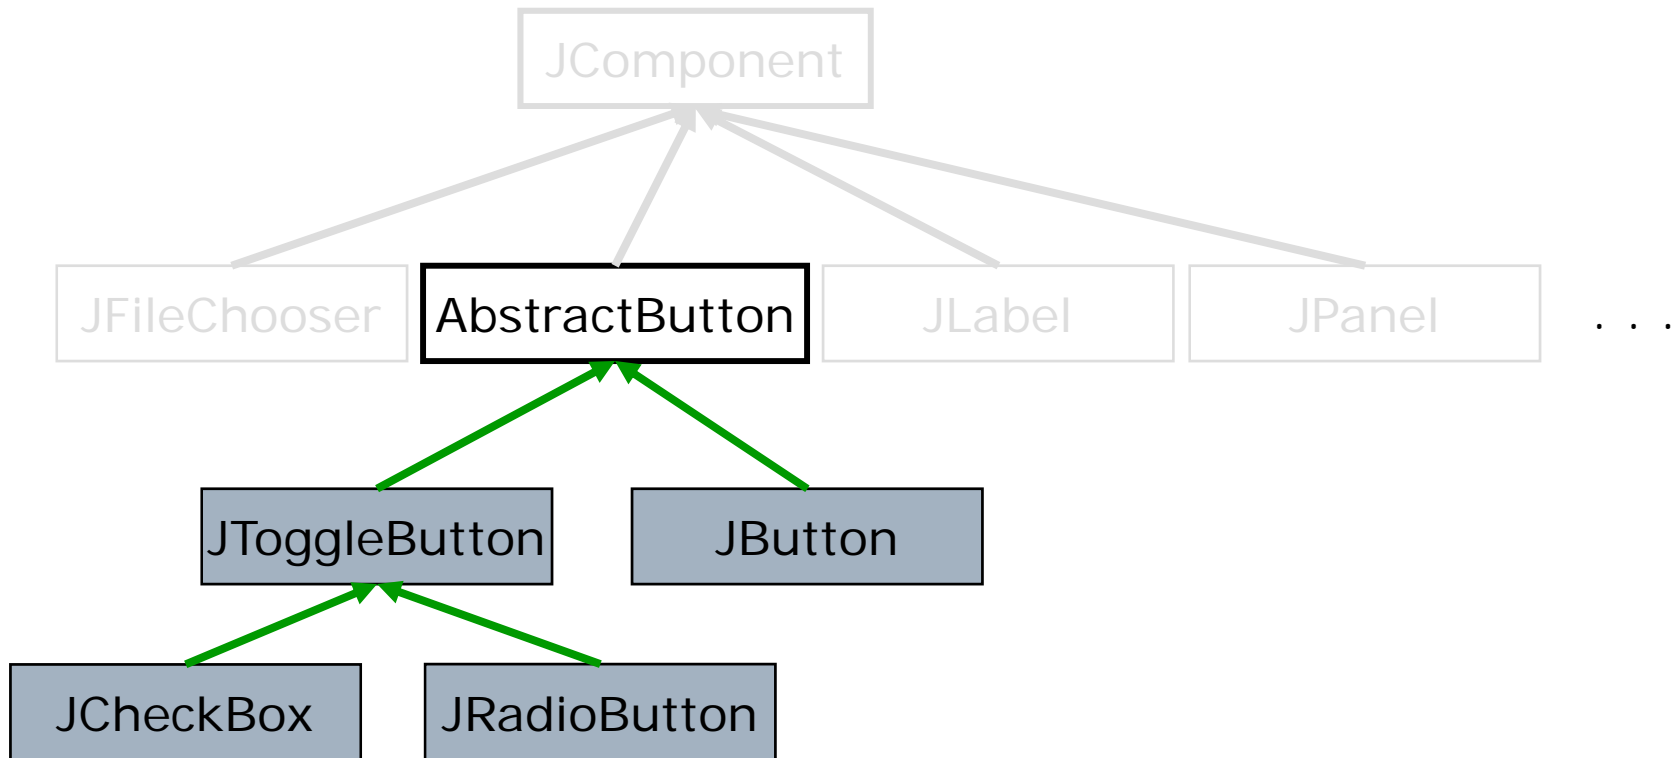 JComponent
JFileChooser AbstractButton JLabel JPanel . . .
JToggleButton JButton
JCheckBox JRadioButton